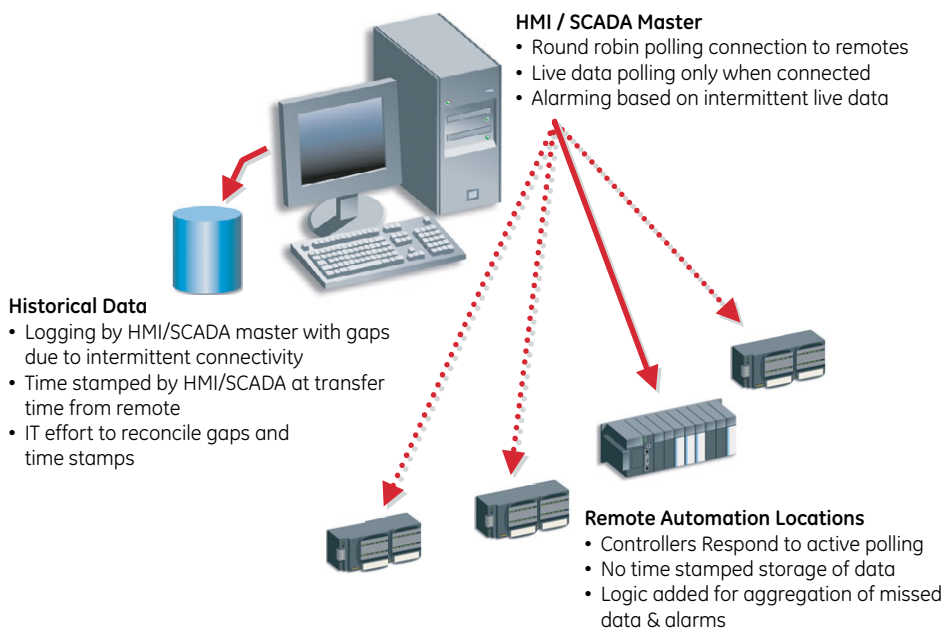 HMI / SCADA Master
• Round robin polling connection to remotes
• Live data polling only when connected
• Alarming based on intermittent live data
Historical Data
• Logging by HMI/SCADA master with gaps
due to intermittent connectivity
• Time stamped by HMI/SCADA at transfer
time from remote
• IT effort to reconcile gaps and
time stamps
Remote Automation Locations
• Controllers Respond to active polling
• No time stamped storage of data
• Logic added for aggregation of missed
data & alarms